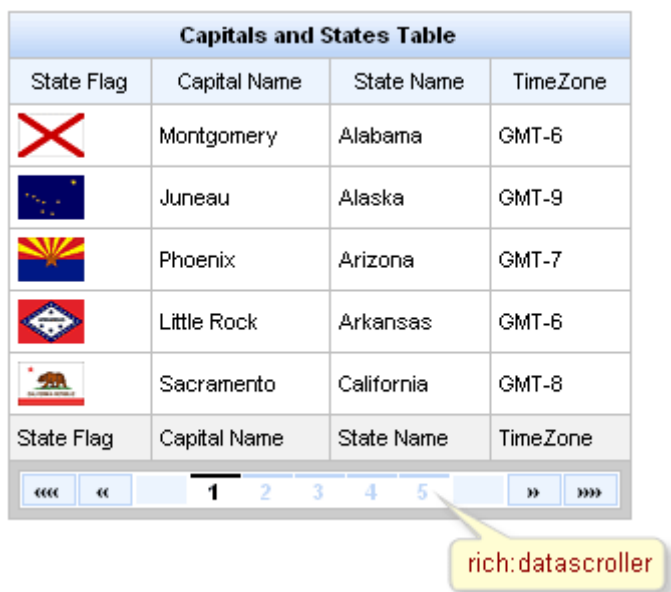 Capitals and States Table
State Flag Capital Name State Name TimeZone
Montgomery Alabama GMT-6
Juneau Alaska GMT-9
Phoenix Arizona GMT-7
Little Rock Arkansas GMT-6
Sacramento California GMT-8
State Flag Capital Name State Name TimeZone
«« « 1 2 3 4 5 » »»
rich:datascroller